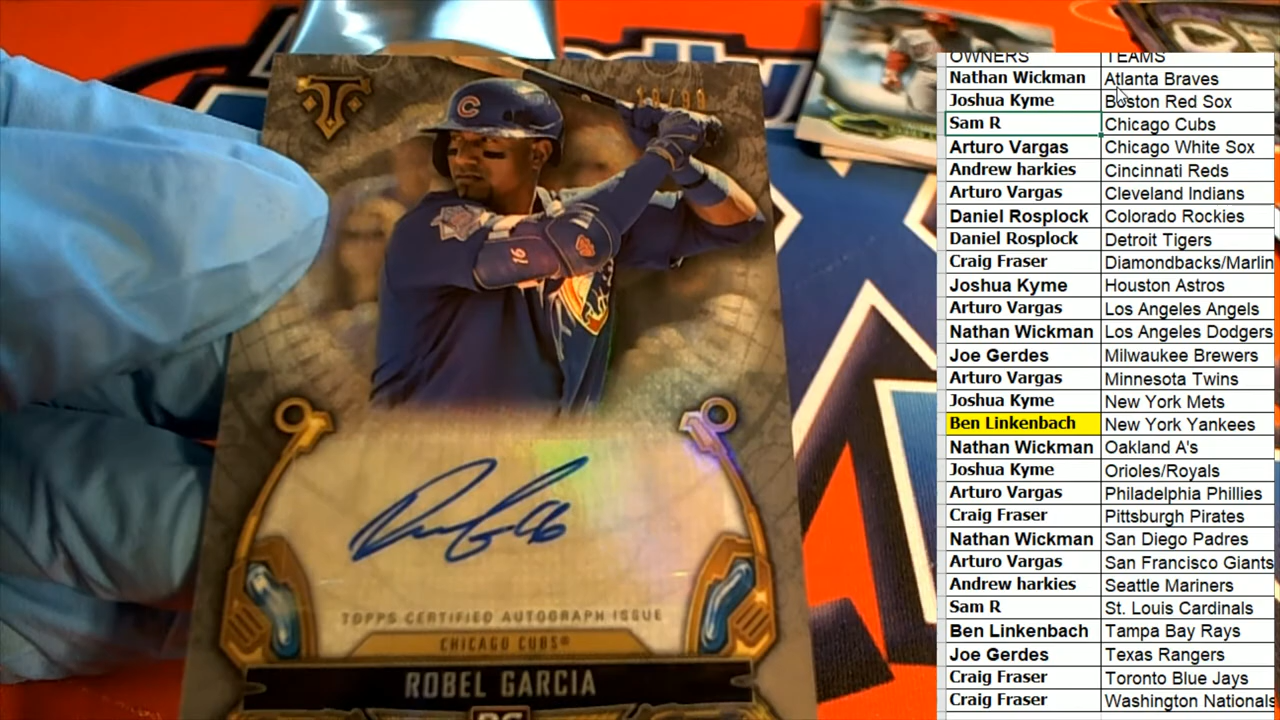 C
16
TOPPS CERTIFIED AUTOGRAPH ISSUE
CHICAGO CUBS®
ROBEL GARCIA
RC
OWNERS TEAMS
Nathan Wickman Atlanta Braves
Joshua Kyme Boston Red Sox
Sam R Chicago Cubs
Arturo Vargas Chicago White Sox
Andrew harkies Cincinnati Reds
Arturo Vargas Cleveland Indians
Daniel Rosplock Colorado Rockies
Daniel Rosplock Detroit Tigers
Craig Fraser Diamondbacks/Marlin
Joshua Kyme Houston Astros
Arturo Vargas Los Angeles Angels
Nathan Wickman Los Angeles Dodgers
Joe Gerdes Milwaukee Brewers
Arturo Vargas Minnesota Twins
Joshua Kyme New York Mets
Ben Linkenbach New York Yankees
Nathan Wickman Oakland A's
Joshua Kyme Orioles/Royals
Arturo Vargas Philadelphia Phillies
Craig Fraser Pittsburgh Pirates
Nathan Wickman San Diego Padres
Arturo Vargas San Francisco Giants
Andrew harkies Seattle Mariners
Sam R St. Louis Cardinals
Ben Linkenbach Tampa Bay Rays
Joe Gerdes Texas Rangers
Craig Fraser Toronto Blue Jays
Craig Fraser Washington Nationals